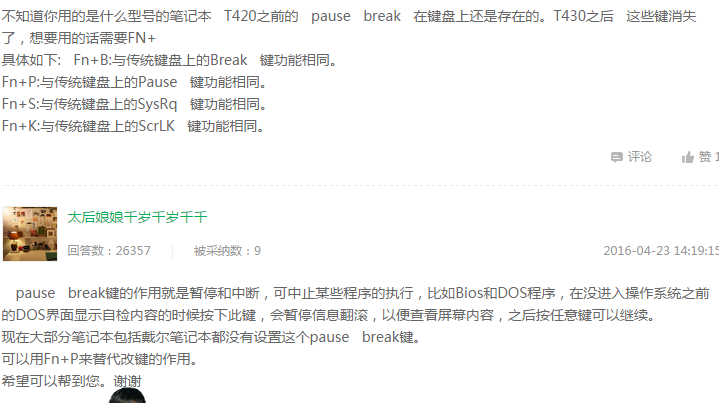 不知道你用的是什么型号的笔记本 T420之前的 pause break 在键盘上还是存在的。T430之后 这些键消失
了，想要用的话需要FN+
具体如下: Fn+B:与传统键盘上的Break 键功能相同。
Fn+P:与传统键盘上的Pause 键功能相同。
Fn+S:与传统键盘上的SysRq 键功能相同。
Fn+K:与传统键盘上的ScrLK 键功能相同。
评论 赞 1
太后娘娘千岁千岁千千
回答数：26357 被采纳数：9 2016-04-23 14:19:15
pause break键的作用就是暂停和中断，可中止某些程序的执行，比如Bios和DOS程序，在没进入操作系统之前
的DOS界面显示自检内容的时候按下此键，会暂停信息翻滚，以便查看屏幕内容，之后按任意键可以继续。
现在大部分笔记本包括戴尔笔记本都没有设置这个pause break键。
可以用Fn+P来替代改键的作用。
希望可以帮到您。谢谢